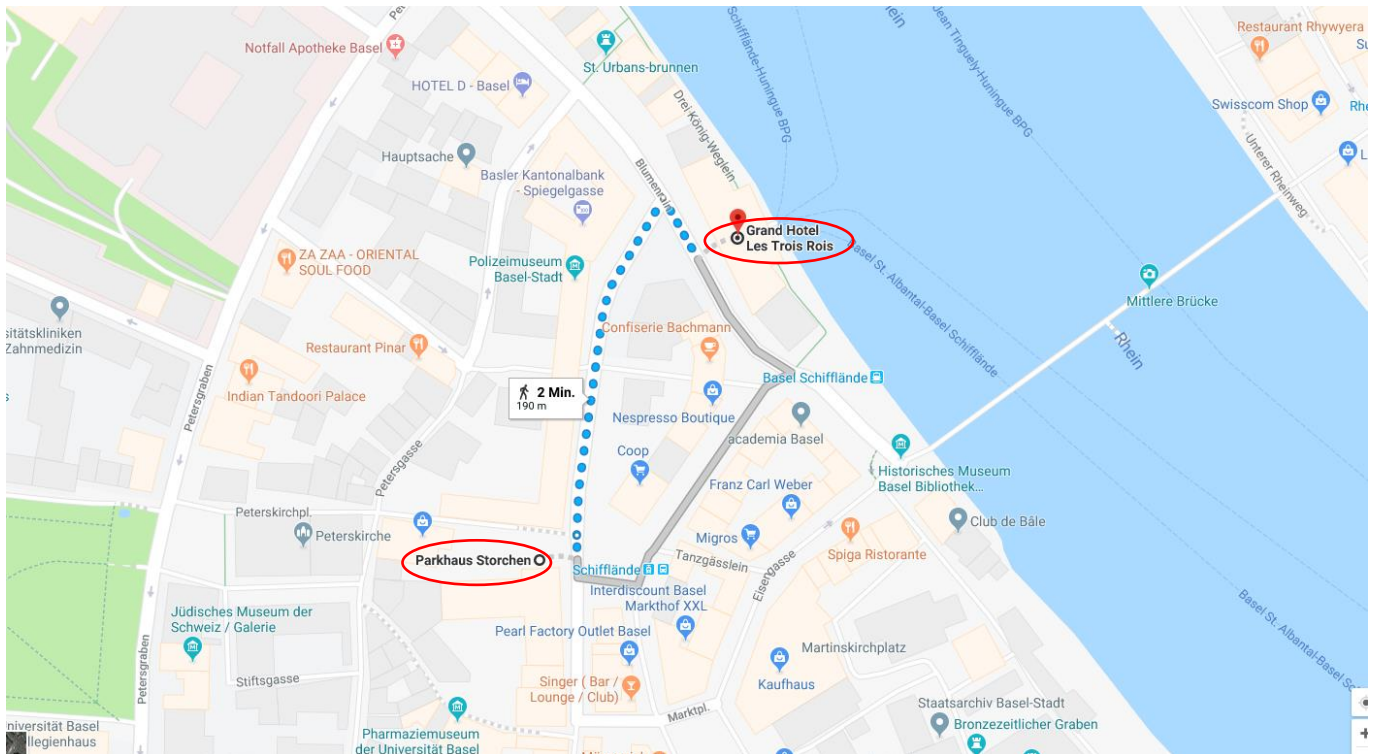 Pe
Restaurant Rhywyera
Su
Notfall Apotheke Basel
St. Urbans-brunnen
HOTEL D - Basel
Schifflände-Huningue BPG
Jean Tinguely-Huningue BPG
Swisscom Shop
Rhe
Drei König-Weglein
Unterer Rheinweg
L
Hauptsache
Blumenrain
Basler Kantonalbank
- Spiegelgasse
Grand Hotel
Les Trois Rois
ZA ZAA - ORIENTAL
SOUL FOOD
Polizeimuseum
Basel-Stadt
Basel St. Albantal-Basel Schifflände
Mittlere Brücke
Rhein
sitätskliniken
Zahnmedizin
Confiserie Bachmann
Restaurant Pinar
Petersgraben
Indian Tandoori Palace
Basel Schifflände
2 Min.
190 m
Nespresso Boutique
academia Basel
Coop
Petersgasse
Historisches Museum
Basel Bibliothek...
Franz Carl Weber
Peterskirchpl.
Peterskirche
Club de Bâle
Migros
Spiga Ristorante
Parkhaus Storchen
Schifflände
Tanzgässlein
Eisengasse
Interdiscount Basel
Markthof XXL
Jüdisches Museum der
Schweiz / Galerie
Pearl Factory Outlet Basel
Martinskirchplatz
Basel St. Albantal-Basel Sc
Petersgraben
Stiftsgasse
Singer ( Bar /
Lounge / Club)
Kaufhaus
Marktpl.
Staatsarchiv Basel-Stadt
Bronzezeitlicher Graben
niversität Basel
llegienhaus
Pharmaziemuseum
der Universität Basel